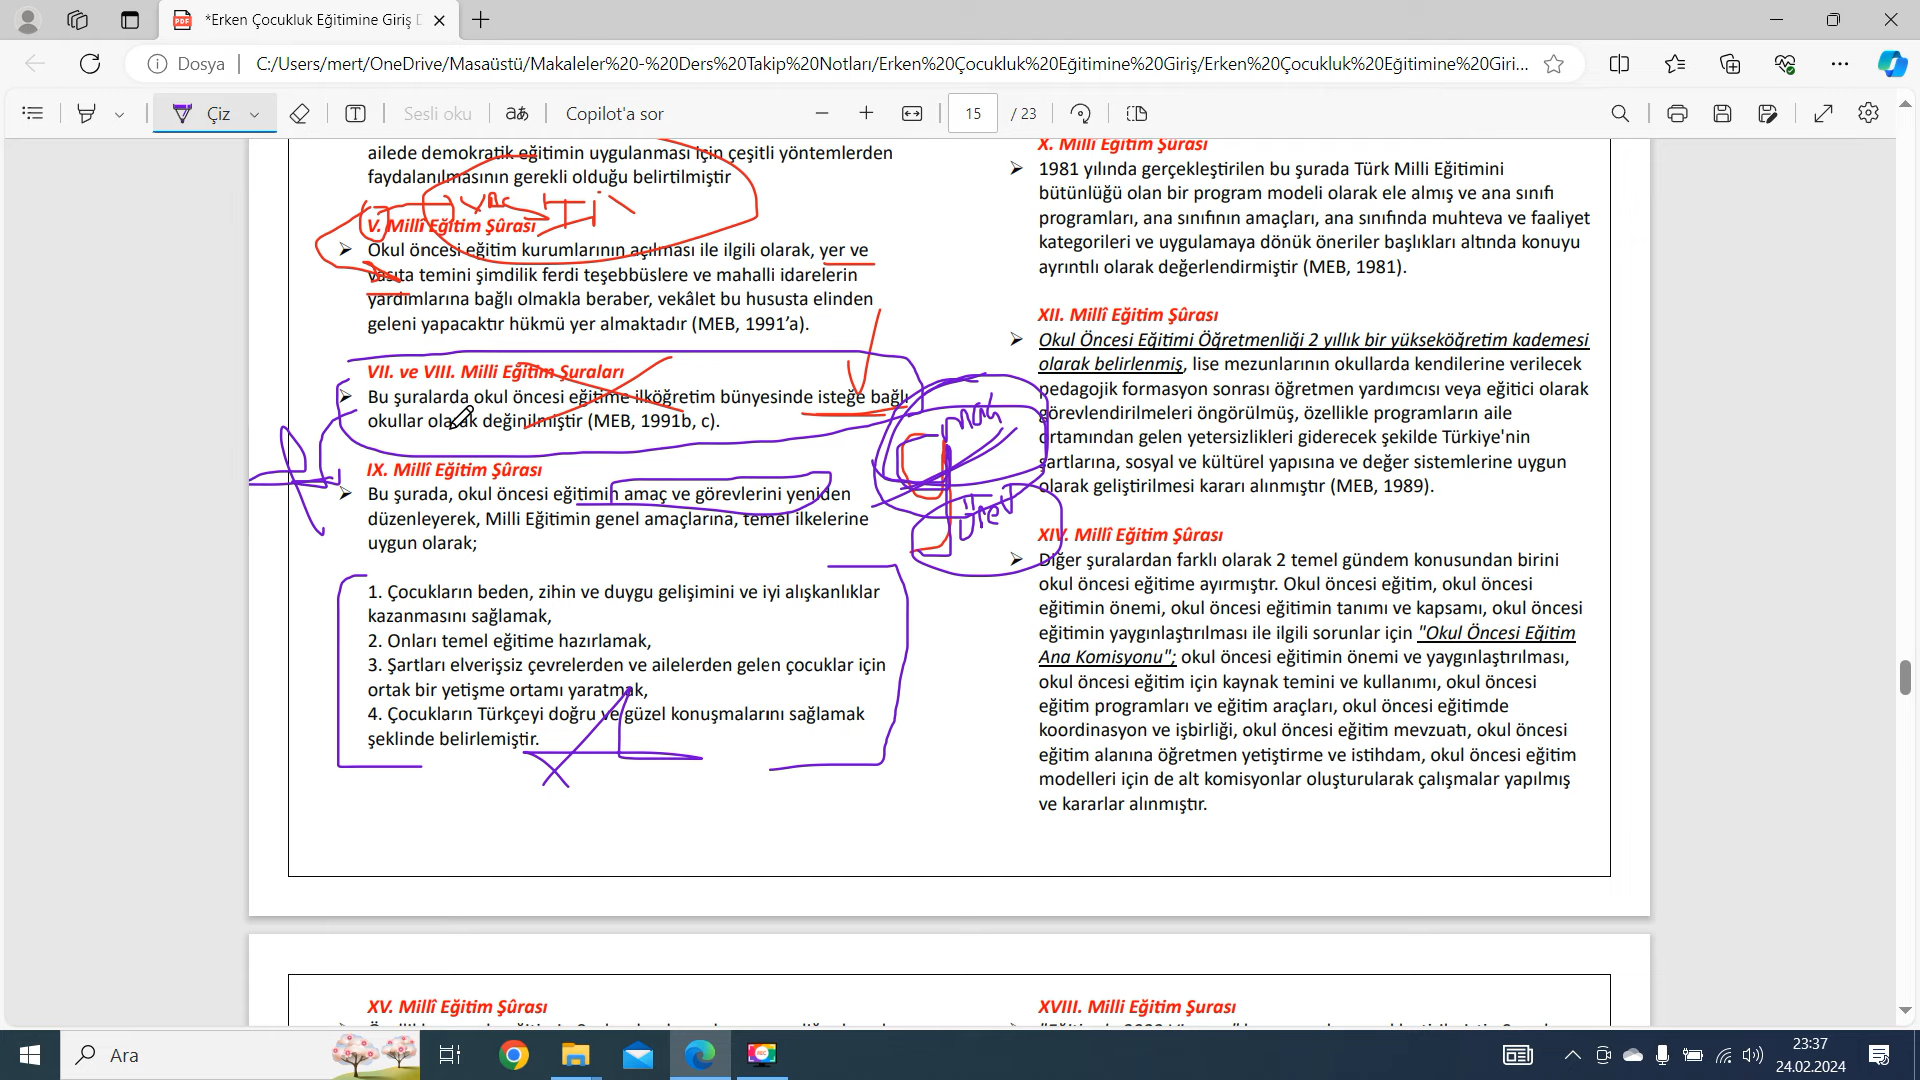 *Erken Çocukluk Eğitimine Giriş D
Dosya
C:/Users/mert/OneDrive/Masaüstü/Makaleler%20-%20Ders%20Takip%20Notları/Erken%20Çocukluk%20Eğitimine%20Giriş/Erken%20Çocukluk%20Eğitimine%20Giri...
Çiz
Sesli oku
aあ
Copilot'a sor
15
/ 23
ailede demokratik eğitimin uygulanması için çeşitli yöntemlerden
faydalanılmasının gerekli olduğu belirtilmiştir
V. Millî Eğitim Şûrası
Okul öncesi eğitim kurumlarının açılması ile ilgili olarak, yer ve
vasıta temini şimdilik ferdi teşebbüslere ve mahalli idarelerin
yardımlarına bağlı olmakla beraber, vekâlet bu hususta elinden
geleni yapacaktır hükmü yer almaktadır (MEB, 1991’a).
VII. ve VIII. Milli Eğitim Şuraları
Bu şuralarda okul öncesi eğitime ilköğretim bünyesinde isteğe bağlı
okullar olarak değinilmiştir (MEB, 1991b, c).
IX. Millî Eğitim Şûrası
Bu şurada, okul öncesi eğitimin amaç ve görevlerini yeniden
düzenleyerek, Milli Eğitimin genel amaçlarına, temel ilkelerine
uygun olarak;
1. Çocukların beden, zihin ve duygu gelişimini ve iyi alışkanlıklar
kazanmasını sağlamak,
2. Onları temel eğitime hazırlamak,
3. Şartları elverişsiz çevrelerden ve ailelerden gelen çocuklar için
ortak bir yetişme ortamı yaratmak,
4. Çocukların Türkçeyi doğru ve güzel konuşmalarını sağlamak
şeklinde belirlemiştir.
X. Millî Eğitim Şûrası
1981 yılında gerçekleştirilen bu şurada Türk Milli Eğitimini
bütünlüğü olan bir program modeli olarak ele almış ve ana sınıfı
programları, ana sınıfının amaçları, ana sınıfında muhteva ve faaliyet
kategorileri ve uygulamaya dönük öneriler başlıkları altında konuyu
ayrıntılı olarak değerlendirmiştir (MEB, 1981).
XII. Millî Eğitim Şûrası
Okul Öncesi Eğitimi Öğretmenliği 2 yıllık bir yükseköğretim kademesi
olarak belirlenmiş, lise mezunlarının okullarda kendilerine verilecek
pedagojik formasyon sonrası öğretmen yardımcısı veya eğitici olarak
görevlendirilmeleri öngörülmüş, özellikle programların aile
ortamından gelen yetersizlikleri giderecek şekilde Türkiye'nin
şartlarına, sosyal ve kültürel yapısına ve değer sistemlerine uygun
olarak geliştirilmesi kararı alınmıştır (MEB, 1989).
XIV. Millî Eğitim Şûrası
Diğer şuralardan farklı olarak 2 temel gündem konusundan birini
okul öncesi eğitime ayırmıştır. Okul öncesi eğitim, okul öncesi
eğitimin önemi, okul öncesi eğitimin tanımı ve kapsamı, okul öncesi
eğitimin yaygınlaştırılması ile ilgili sorunlar için "Okul Öncesi Eğitim
Ana Komisyonu"; okul öncesi eğitimin önemi ve yaygınlaştırılması,
okul öncesi eğitim için kaynak temini ve kullanımı, okul öncesi
eğitim programları ve eğitim araçları, okul öncesi eğitimde
koordinasyon ve işbirliği, okul öncesi eğitim mevzuatı, okul öncesi
eğitim alanına öğretmen yetiştirme ve istihdam, okul öncesi eğitim
modelleri için de alt komisyonlar oluşturularak çalışmalar yapılmış
ve kararlar alınmıştır.
XV. Millî Eğitim Şûrası
XVIII. Milli Eğitim Şurası
Ara
23:37
24.02.2024